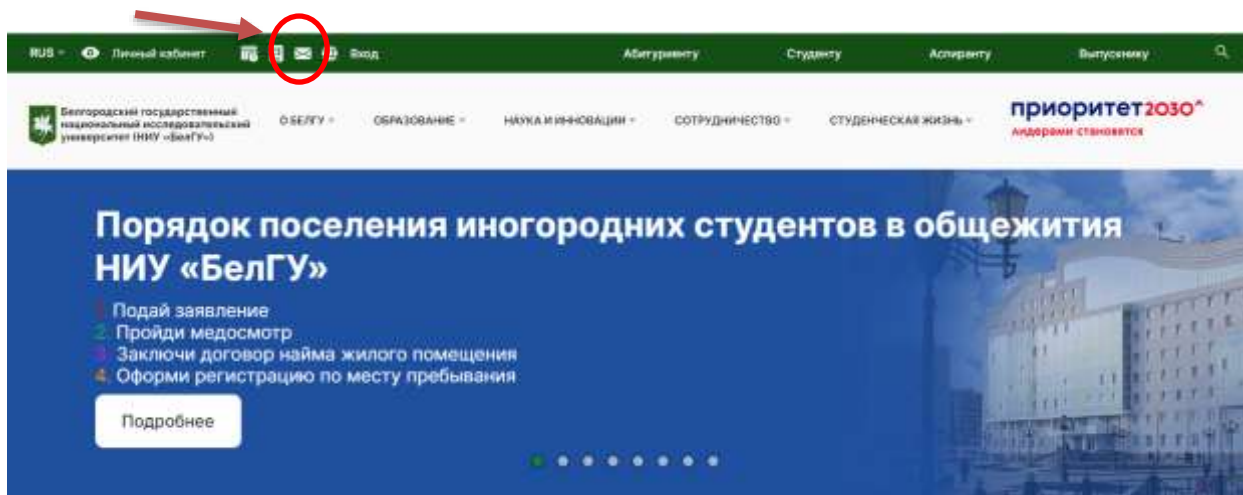 RUS Личный кабинет Вход Абитуриенту Студенту Аспиранту Выпускнику
Белгородский государственный
национальный исследовательский
университет (НИУ «БелГУ»)
О БЕЛГУ ОБРАЗОВАНИЕ НАУКА И ИННОВАЦИИ СОТРУДНИЧЕСТВО СТУДЕНЧЕСКАЯ ЖИЗНЬ
приоритет2030^
лидерами становятся
Порядок поселения иногородних студентов в общежития
НИУ «БелГУ»
1. Подай заявление
2. Пройди медосмотр
3. Заключи договор найма жилого помещения
4. Оформи регистрацию по месту пребывания
Подробнее